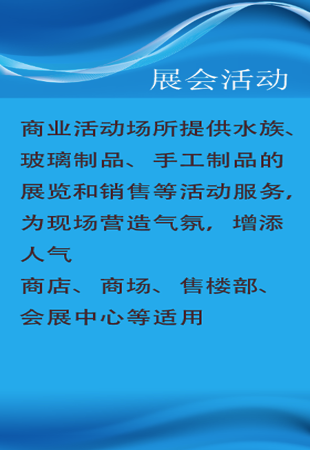 展会活动
商业活动场所提供水族、
玻璃制品、手工制品的
展览和销售等活动服务,
为现场营造气氛, 增添
人气
商店、商场、售楼部、
会展中心等适用